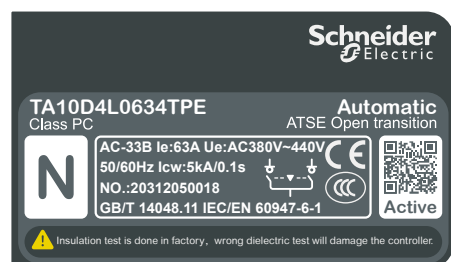 Schneider
Electric
TA10D4L0634TPE
Automatic
Class PC
ATSE Open transition
N
AC-33B Ie:63A Ue:AC380V~440V
50/60Hz Icw:5kA/0.1s
NO.:20312050018
GB/T 14048.11 IEC/EN 60947-6-1
CE
CCC
Active
Insulation test is done in factory, wrong dielectric test will damage the controller.